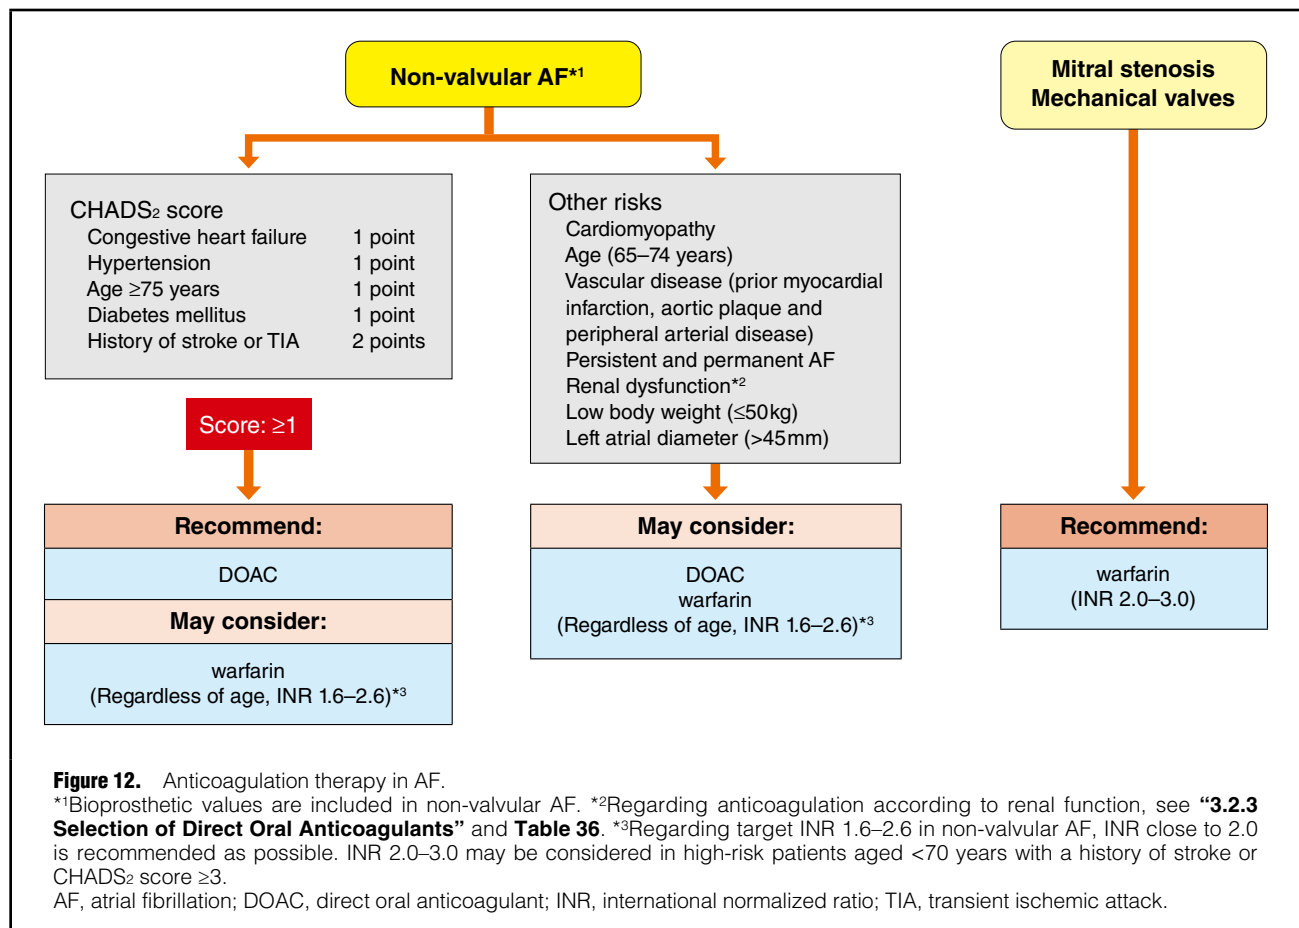 Non-valvular AF*1
Mitral stenosis
Mechanical valves
CHADS2 score
Congestive heart failure 1 point
Hypertension 1 point
Age ≥75 years 1 point
Diabetes mellitus 1 point
History of stroke or TIA 2 points
Score: ≥1
Recommend:
DOAC
May consider:
warfarin
(Regardless of age, INR 1.6–2.6)*3
Other risks
Cardiomyopathy
Age (65–74 years)
Vascular disease (prior myocardial
infarction, aortic plaque and
peripheral arterial disease)
Persistent and permanent AF
Renal dysfunction*2
Low body weight (≤50kg)
Left atrial diameter (>45mm)
May consider:
DOAC
warfarin
(Regardless of age, INR 1.6–2.6)*3
Recommend:
warfarin
(INR 2.0–3.0)
Figure 12. Anticoagulation therapy in AF.
*1Bioprosthetic values are included in non-valvular AF. *2Regarding anticoagulation according to renal function, see “3.2.3
Selection of Direct Oral Anticoagulants” and Table 36. *3Regarding target INR 1.6–2.6 in non-valvular AF, INR close to 2.0
is recommended as possible. INR 2.0–3.0 may be considered in high-risk patients aged <70 years with a history of stroke or
CHADS2 score ≥3.
AF, atrial fibrillation; DOAC, direct oral anticoagulant; INR, international normalized ratio; TIA, transient ischemic attack.